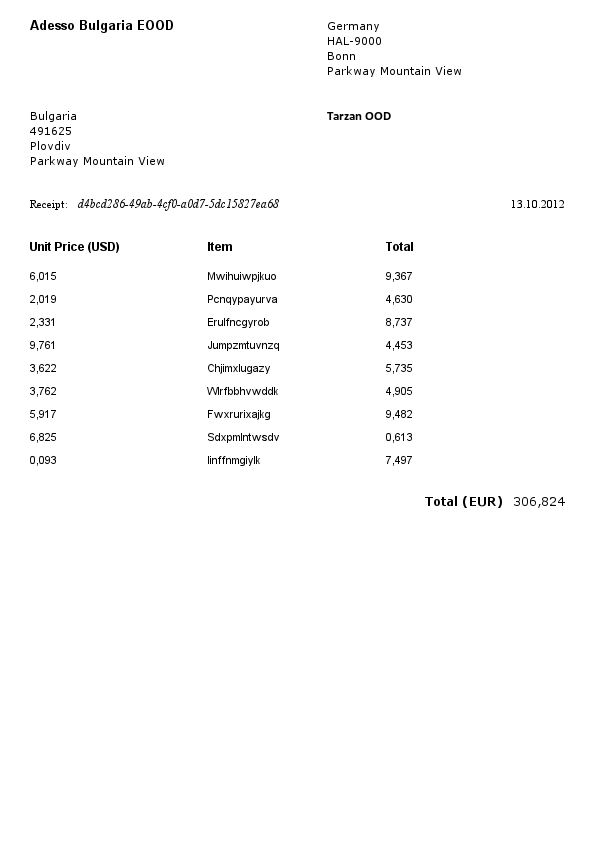 Adesso Bulgaria EOOD
Germany
HAL-9000
Bonn
Parkway Mountain View
Bulgaria
491625
Plovdiv
Parkway Mountain View
Tarzan OOD
Receipt: d4bcd286-49ab-4cf0-a0d7-5dc15827ea68 13.10.2012
Unit Price (USD) Item Total
6,015 Mwihuiwpjkuo 9,367
2,019 Pcnqypayurva 4,630
2,331 Erulfncgyrob 8,737
9,761 Jumpzmtuvnzq 4,453
3,622 Chjimxlugazy 5,735
3,762 Wlrfbbhvwddk 4,905
5,917 Fwxrurixajkg 9,482
6,825 Sdxpmlntwsdv 0,613
0,093 Iinffnmgiylk 7,497
Total (EUR) 306,824